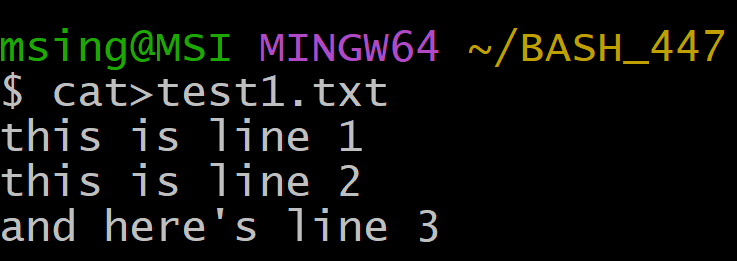 msing@MSI MINGW64 ~/BASH_447
$ cat>test1.txt
this is line 1
this is line 2
and here's line 3